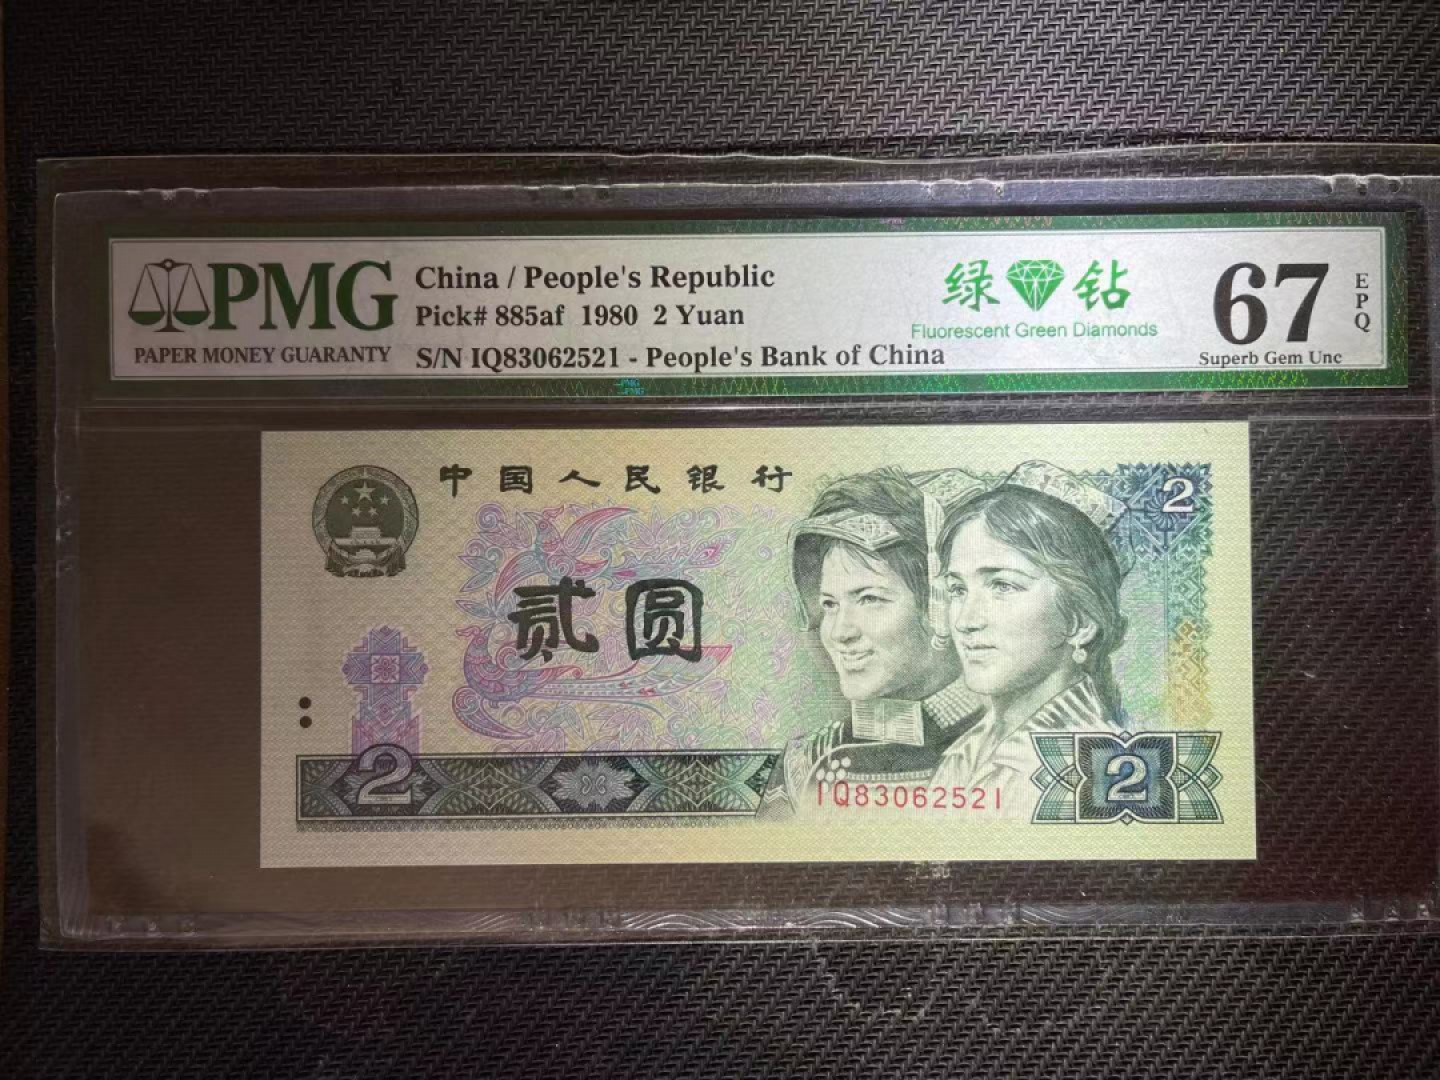 PMG
PAPER MONEY GUARANTY
China / People's Republic
Pick# 885af 1980 2 Yuan
S/N IQ83062521 - People's Bank of China
绿 钻
Fluorescent Green Diamonds
67
EPQ
Superb Gem Unc
中国人民银行
2
贰圆
2
IQ83062521
2